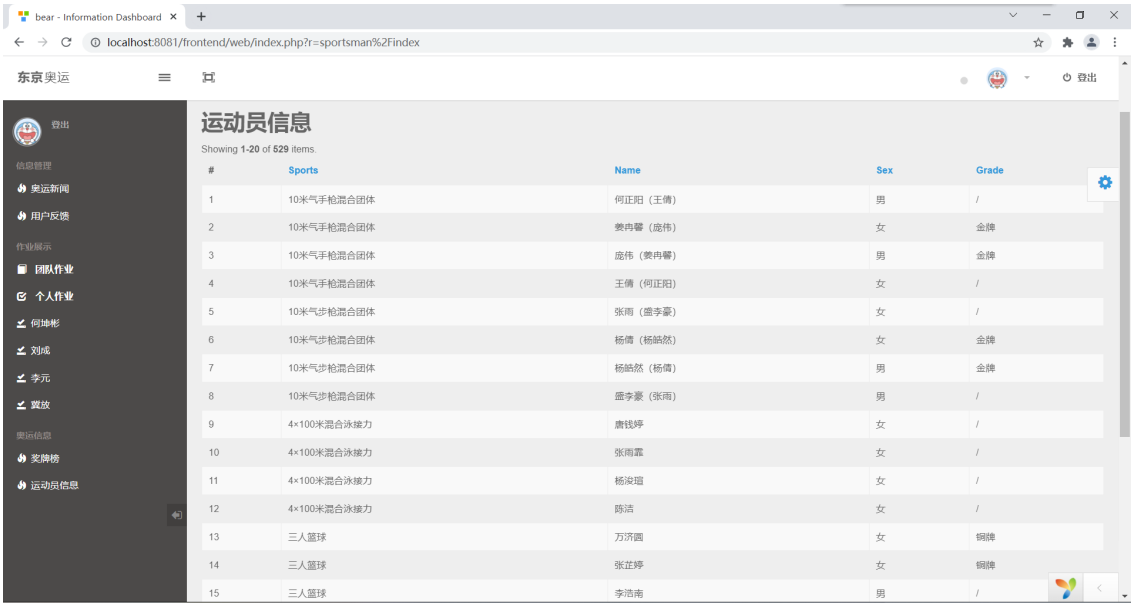 bear - Information Dashboard
localhost:8081/frontend/web/index.php?r=sportsman%2Findex
东京奥运
登出
登出
信息管理
奥运新闻
用户反馈
作业展示
团队作业
个人作业
何坤彬
刘成
李元
冀放
奥运信息
奖牌榜
运动员信息
运动员信息
Showing 1-20 of 529 items.
# Sports Name Sex Grade
1 10米气手枪混合团体 何正阳（王倩） 男 /
2 10米气手枪混合团体 姜冉馨（庞伟） 女 金牌
3 10米气手枪混合团体 庞伟（姜冉馨） 男 金牌
4 10米气手枪混合团体 王倩（何正阳） 女 /
5 10米气步枪混合团体 张雨（盛李豪） 女 /
6 10米气步枪混合团体 杨倩（杨皓然） 女 金牌
7 10米气步枪混合团体 杨皓然（杨倩） 男 金牌
8 10米气步枪混合团体 盛李豪（张雨） 男 /
9 4×100米混合泳接力 唐钱婷 女 /
10 4×100米混合泳接力 张雨霏 女 /
11 4×100米混合泳接力 杨浚瑄 女 /
12 4×100米混合泳接力 陈洁 女 /
13 三人篮球 万济圆 女 铜牌
14 三人篮球 张芷婷 女 铜牌
15 三人篮球 李浩南 男 /